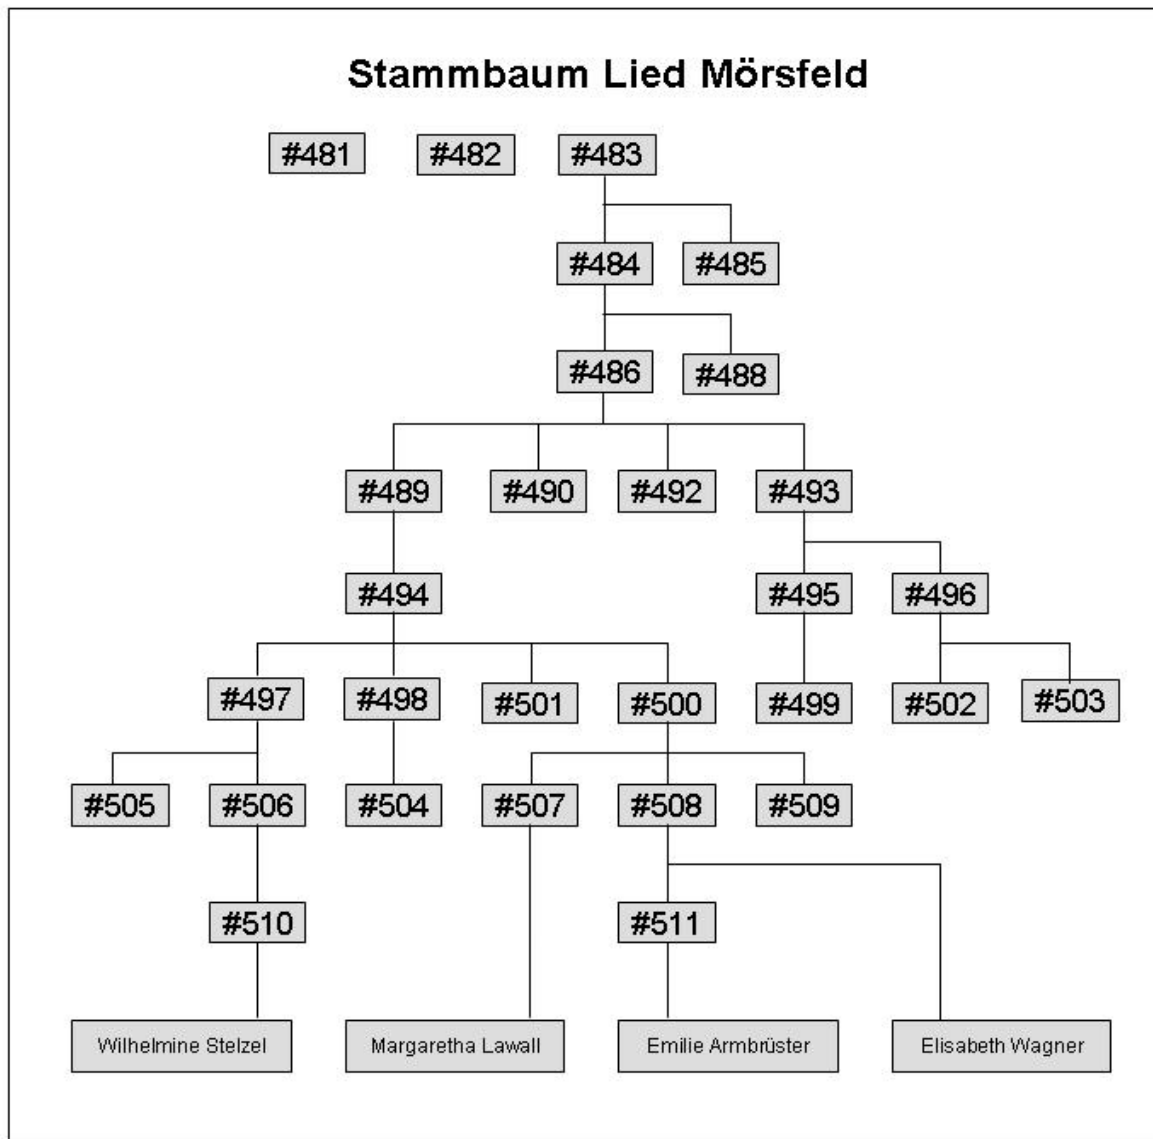 Stammbaum Lied Mörsfeld
#481 #482 #483
#484 #485
#486 #488
#489 #490 #492 #493
#494 #495 #496
#497 #498 #501 #500 #499 #502 #503
#505 #506 #504 #507 #508 #509
#510 #511
Wilhelmine Stelzel Margaretha Lawall Emilie Armbrüster Elisabeth Wagner